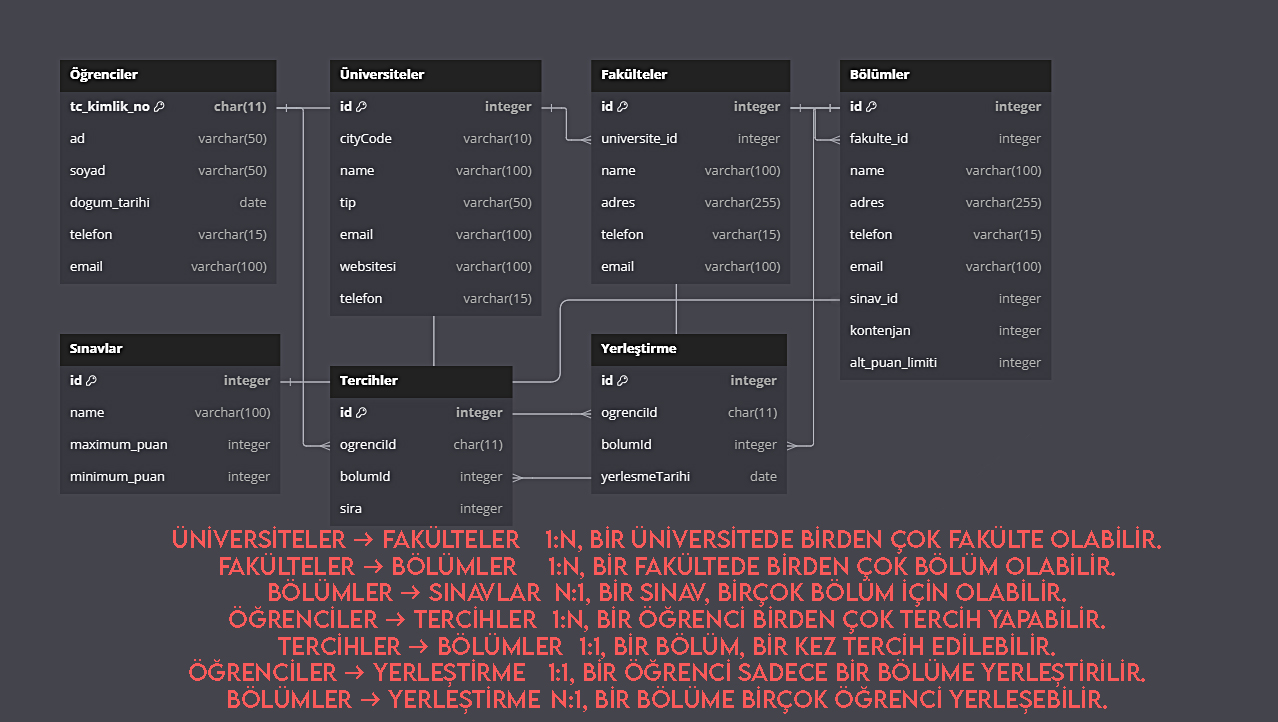 Öğrenciler
tc_kimlik_no char(11)
ad varchar(50)
soyad varchar(50)
dogum_tarihi date
telefon varchar(15)
email varchar(100)
Üniversiteler
id integer
cityCode varchar(10)
name varchar(100)
tip varchar(50)
email varchar(100)
websitesi varchar(100)
telefon varchar(15)
Fakülteler
id integer
universite_id integer
name varchar(100)
adres varchar(255)
telefon varchar(15)
email varchar(100)
Bölümler
id integer
fakulte_id integer
name varchar(100)
adres varchar(255)
telefon varchar(15)
email varchar(100)
sinav_id integer
kontenjan integer
alt_puan_limiti integer
Sınavlar
id integer
name varchar(100)
maximum_puan integer
minimum_puan integer
Tercihler
id integer
ogrenciId char(11)
bolumId integer
sira integer
Yerleştirme
id integer
ogrenciId char(11)
bolumId integer
yerlesmeTarihi date
ÜNİVERSİTELER → FAKÜLTELER 1:N, BİR ÜNİVERSİTEDE BİRDEN ÇOK FAKÜLTE OLABİLİR.
FAKÜLTELER → BÖLÜMLER 1:N, BİR FAKÜLTEDE BİRDEN ÇOK BÖLÜM OLABİLİR.
BÖLÜMLER → SINAVLAR N:1, BİR SINAV, BİRÇOK BÖLÜM İÇİN OLABİLİR.
ÖĞRENCİLER → TERCİHLER 1:N, BİR ÖĞRENCİ BİRDEN ÇOK TERCİH YAPABİLİR.
TERCİHLER → BÖLÜMLER 1:1, BİR BÖLÜM, BİR KEZ TERCİH EDİLEBİLİR.
ÖĞRENCİLER → YERLEŞTİRME 1:1, BİR ÖĞRENCİ SADECE BİR BÖLÜME YERLEŞTİRİLİR.
BÖLÜMLER → YERLEŞTİRME N:1, BİR BÖLÜME BİRÇOK ÖĞRENCİ YERLEŞEBİLİR.